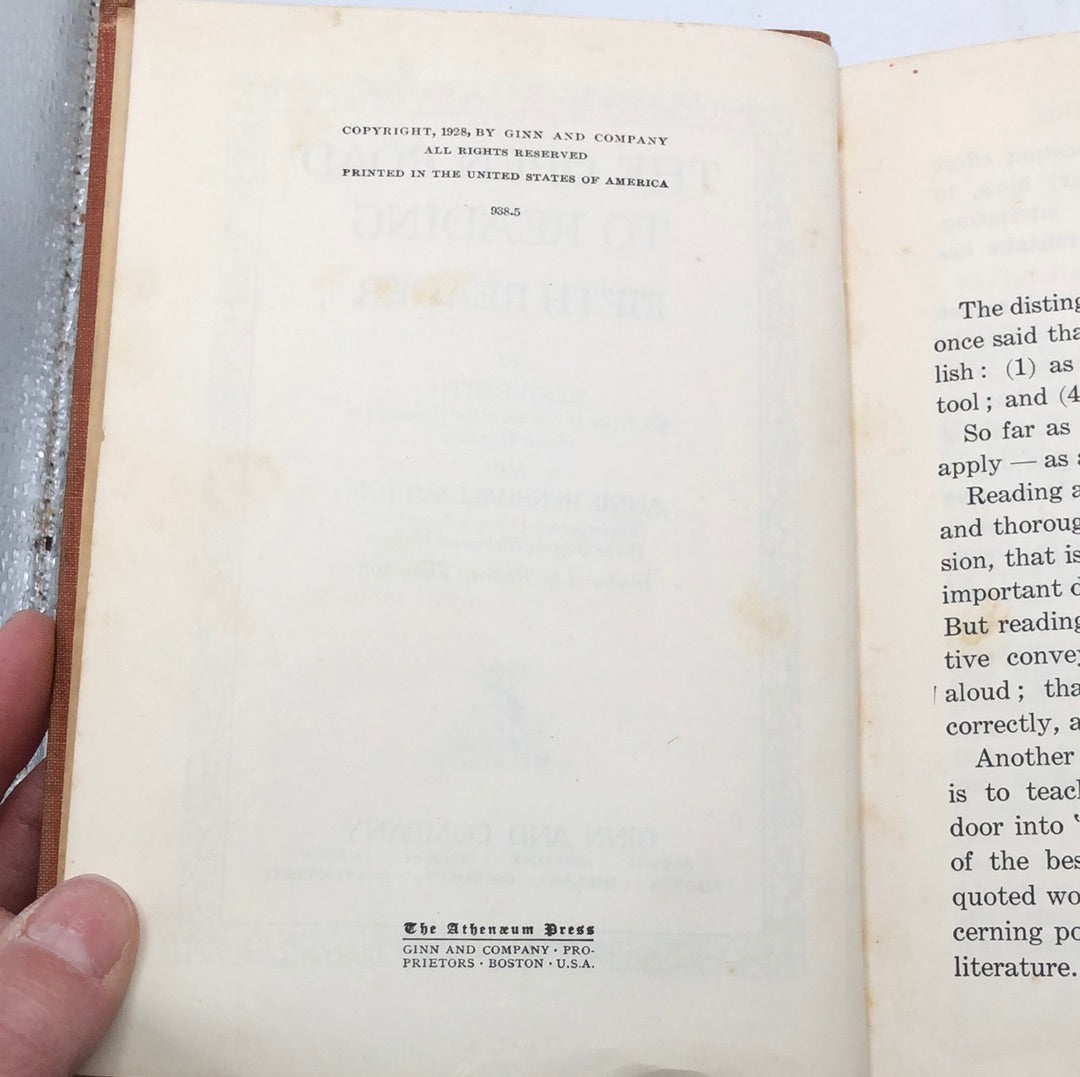 COPYRIGHT, 1928, BY GINN AND COMPANY
ALL RIGHTS RESERVED
PRINTED IN THE UNITED STATES OF AMERICA
938.5
The Athenæum Press
GINN AND COMPANY · PRO-
PRIETORS · BOSTON · U.S.A.
The disting
once said tha
lish: (1) as
tool; and (4
So far as
apply — as a
Reading a
and thoroug
sion, that is
important d
But reading
tive convey
aloud; tha
correctly, a
Another
is to teach
door into
of the bes
quoted wo
cerning po
literature.